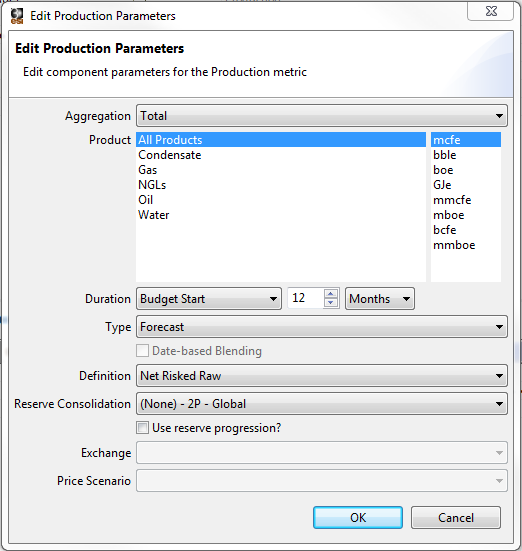 Edit Production Parameters
Edit Production Parameters
Edit component parameters for the Production metric
Aggregation Total
Product All Products mcfe
Condensate bble
Gas boe
NGLs GJe
Oil mmcfe
Water mboe
bcfe
mmboe
Duration Budget Start 12 Months
Type Forecast
Date-based Blending
Definition Net Risked Raw
Reserve Consolidation (None) - 2P - Global
Use reserve progression?
Exchange
Price Scenario
OK Cancel